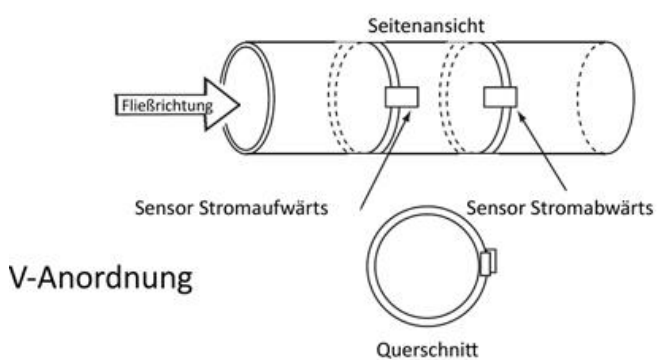 Seitenansicht
Fließrichtung
Sensor Stromaufwärts
Sensor Stromabwärts
V-Anordnung
Querschnitt